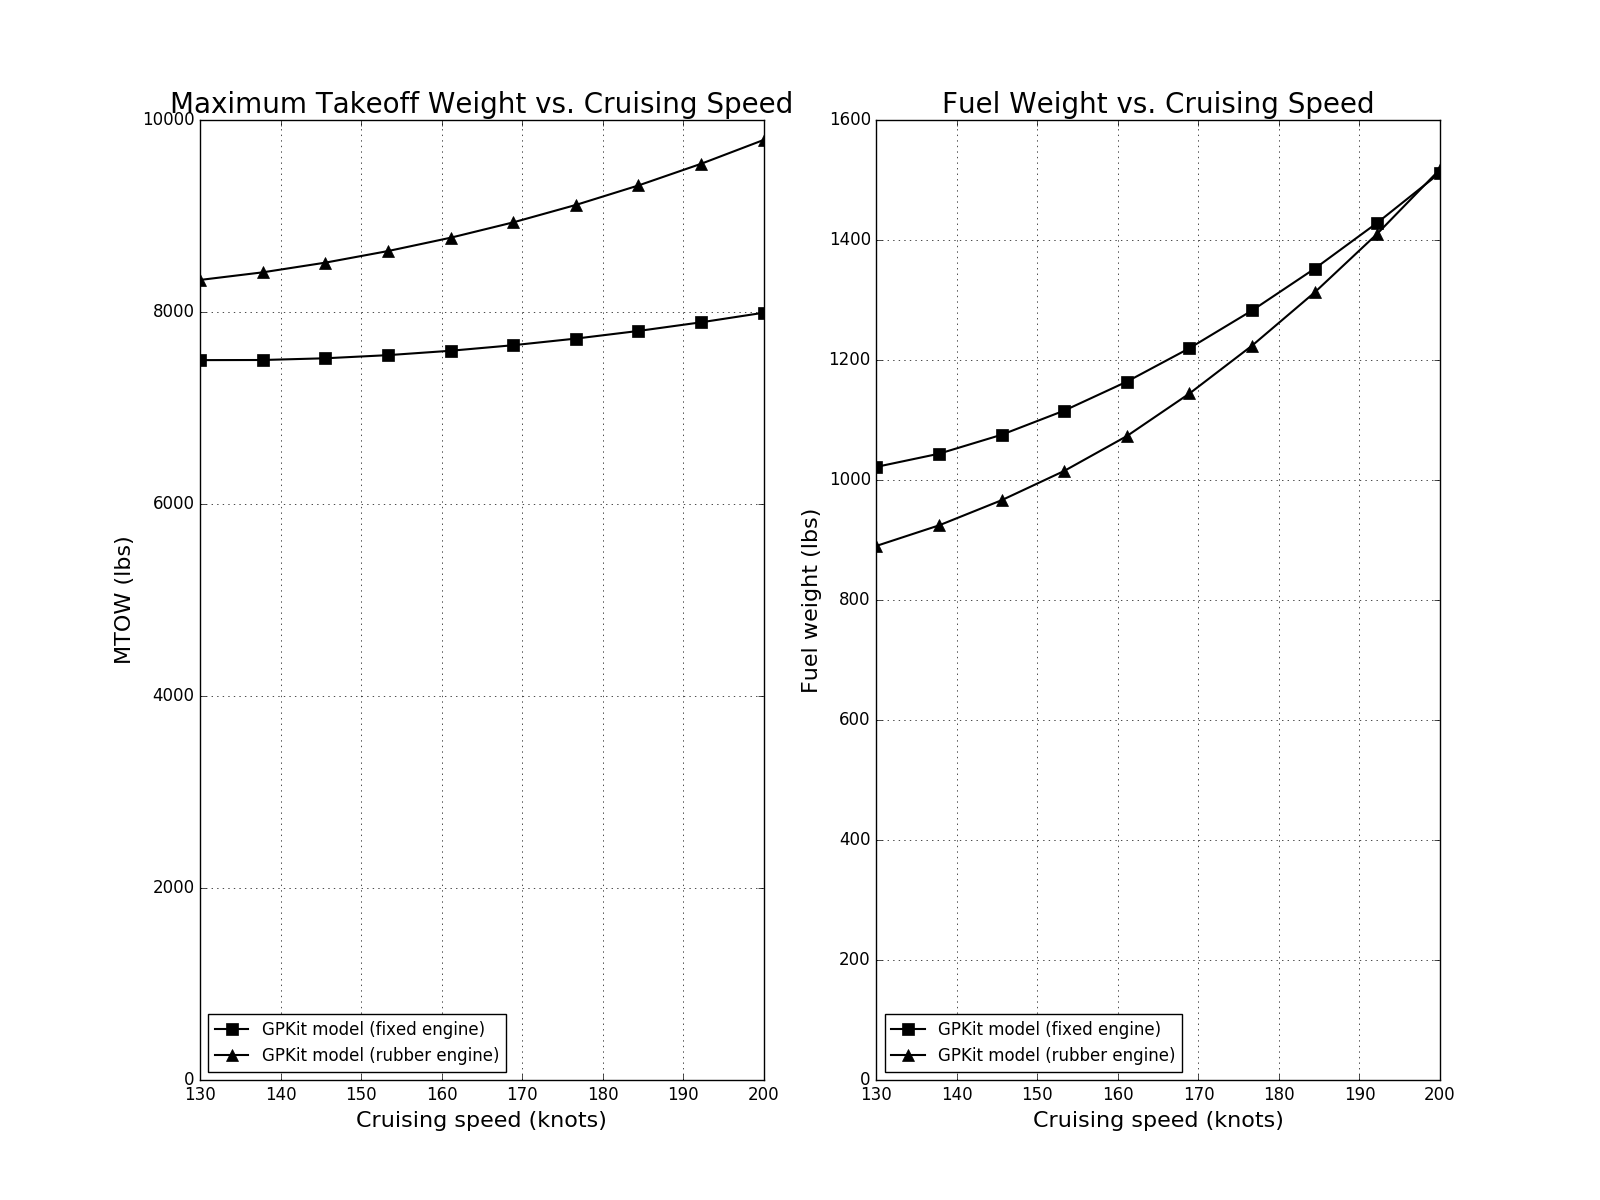 Maximum Takeoff Weight vs. Cruising Speed
10000
8000
6000
4000
2000
0
MTOW (lbs)
GPKit model (fixed engine)
GPKit model (rubber engine)
130 140 150 160 170 180 190 200
Cruising speed (knots)
Fuel Weight vs. Cruising Speed
1600
1400
1200
1000
800
600
400
200
0
Fuel weight (lbs)
GPKit model (fixed engine)
GPKit model (rubber engine)
130 140 150 160 170 180 190 200
Cruising speed (knots)